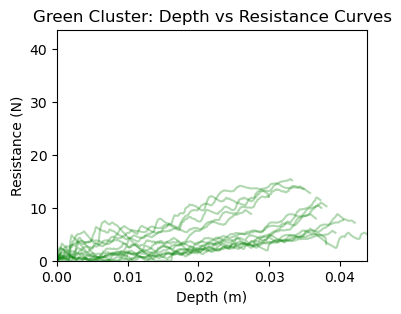 Green Cluster: Depth vs Resistance Curves
Resistance (N)
40
30
20
10
0
0.00 0.01 0.02 0.03 0.04
Depth (m)